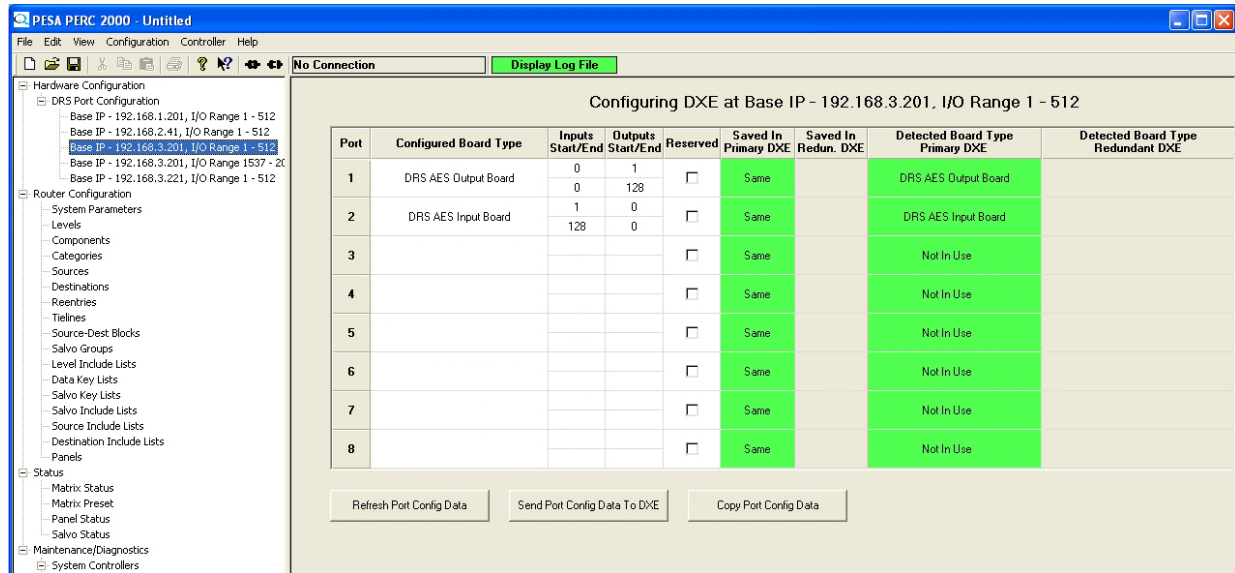 PESA PERC 2000 - Untitled
File Edit View Configuration Controller Help
No Connection Display Log File
Hardware Configuration
DRS Port Configuration
Base IP - 192.168.1.201, I/O Range 1 - 512
Base IP - 192.168.2.41, I/O Range 1 - 512
Base IP - 192.168.3.201, I/O Range 1 - 512
Base IP - 192.168.3.201, I/O Range 1537 - 20
Base IP - 192.168.3.221, I/O Range 1 - 512
Router Configuration
System Parameters
Levels
Components
Categories
Sources
Destinations
Reentries
Tielines
Source-Dest Blocks
Salvo Groups
Level Include Lists
Data Key Lists
Salvo Key Lists
Salvo Include Lists
Source Include Lists
Destination Include Lists
Panels
Status
Matrix Status
Matrix Preset
Panel Status
Salvo Status
Maintenance/Diagnostics
System Controllers
Configuring DXE at Base IP - 192.168.3.201, I/O Range 1 - 512
Port Configured Board Type Inputs Start/End Outputs Start/End Reserved Saved In Primary DXE Saved In Redun. DXE Detected Board Type Primary DXE Detected Board Type Redundant DXE
1 DRS AES Output Board 0 1 Same DRS AES Output Board
0 128
2 DRS AES Input Board 1 0 Same DRS AES Input Board
128 0
3 Same Not In Use
4 Same Not In Use
5 Same Not In Use
6 Same Not In Use
7 Same Not In Use
8 Same Not In Use
Refresh Port Config Data Send Port Config Data To DXE Copy Port Config Data